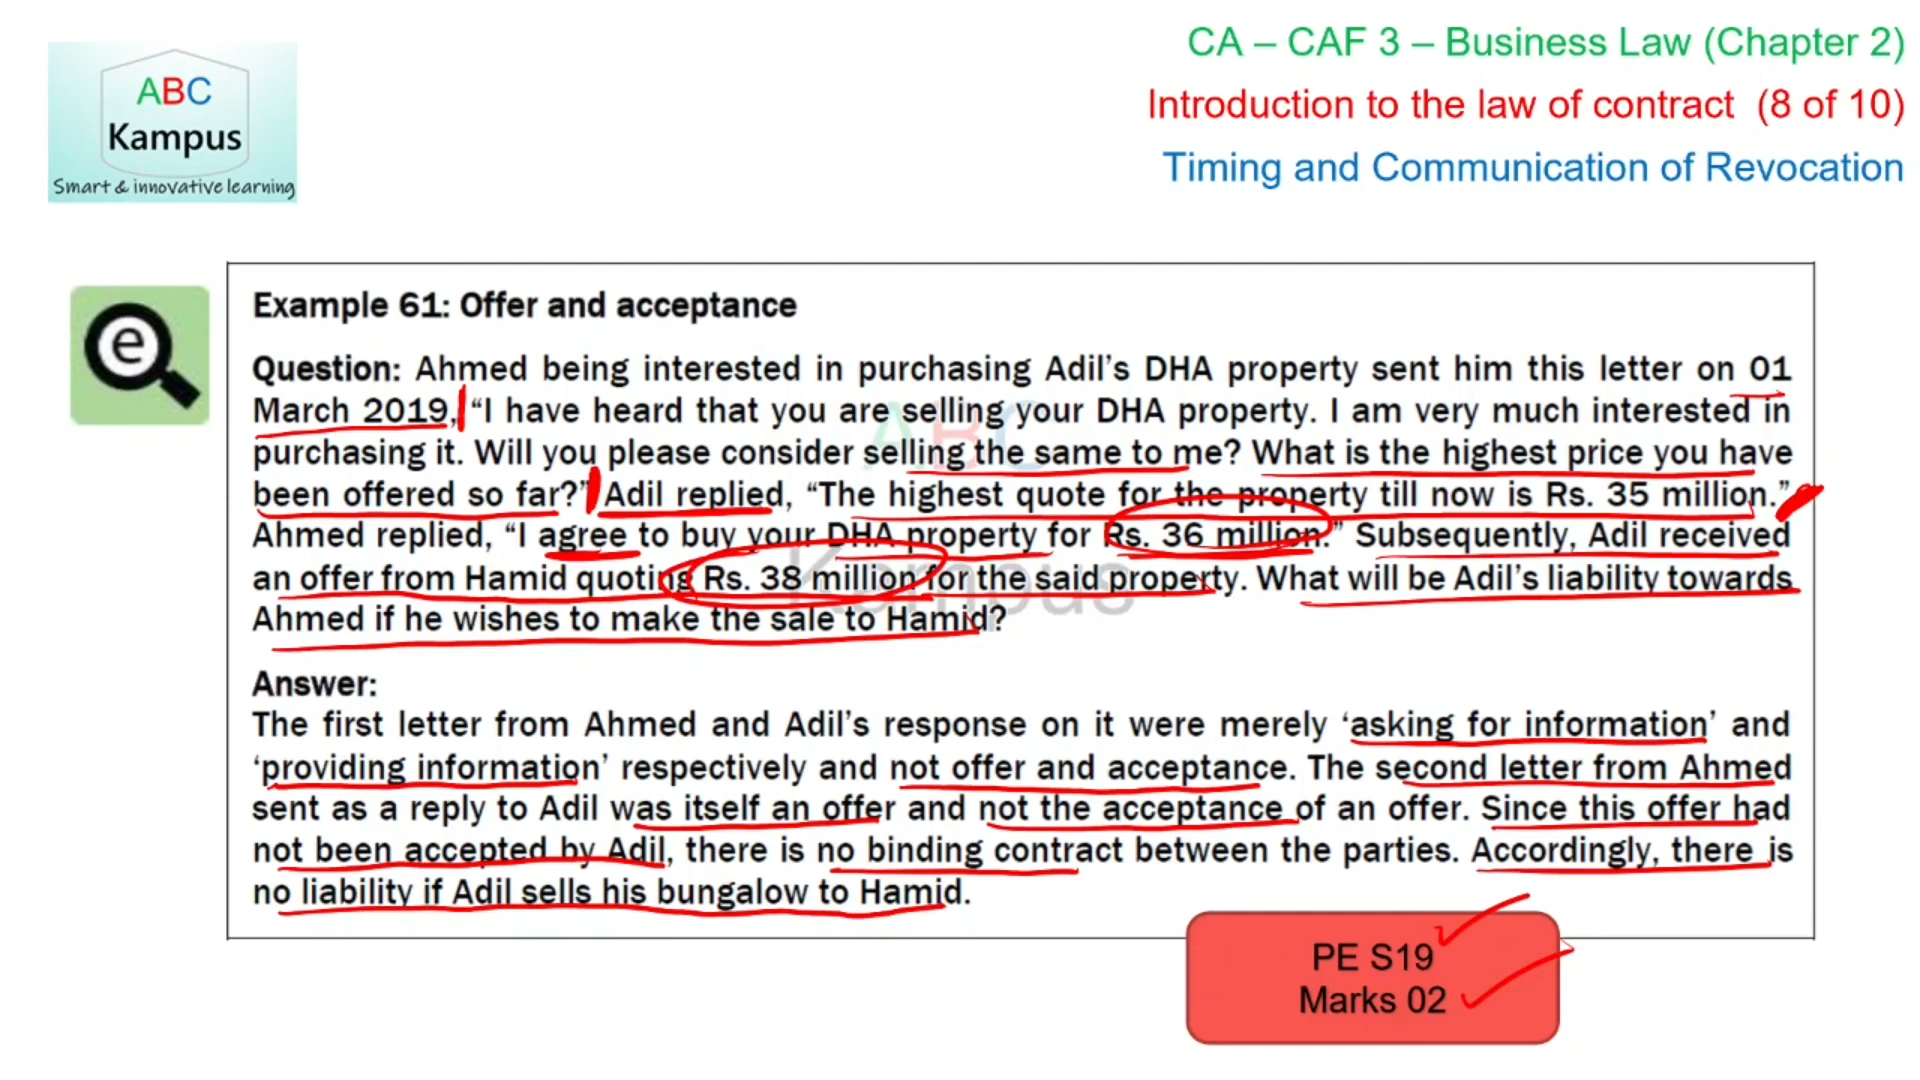 CA – CAF 3 – Business Law (Chapter 2)
ABC
Kampus
Smart & innovative learning
Introduction to the law of contract (8 of 10)
Timing and Communication of Revocation
e
Example 61: Offer and acceptance
Question: Ahmed being interested in purchasing Adil’s DHA property sent him this letter on 01
March 2019, “I have heard that you are selling your DHA property. I am very much interested in
purchasing it. Will you please consider selling the same to me? What is the highest price you have
been offered so far?” Adil replied, “The highest quote for the property till now is Rs. 35 million.”
Ahmed replied, “I agree to buy your DHA property for Rs. 36 million.” Subsequently, Adil received
an offer from Hamid quoting Rs. 38 million for the said property. What will be Adil’s liability towards
Ahmed if he wishes to make the sale to Hamid?
ABC
Kampus
Answer:
The first letter from Ahmed and Adil’s response on it were merely ‘asking for information’ and
‘providing information’ respectively and not offer and acceptance. The second letter from Ahmed
sent as a reply to Adil was itself an offer and not the acceptance of an offer. Since this offer had
not been accepted by Adil, there is no binding contract between the parties. Accordingly, there is
no liability if Adil sells his bungalow to Hamid.
PE S19
Marks 02